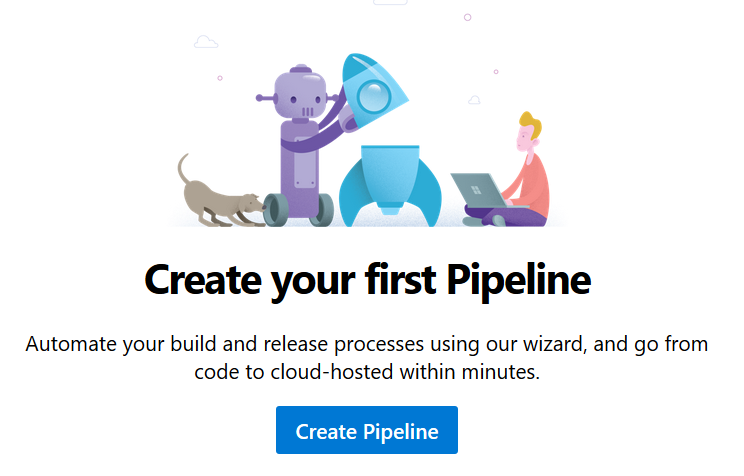 Create your first Pipeline
Automate your build and release processes using our wizard, and go from
code to cloud-hosted within minutes.
Create Pipeline